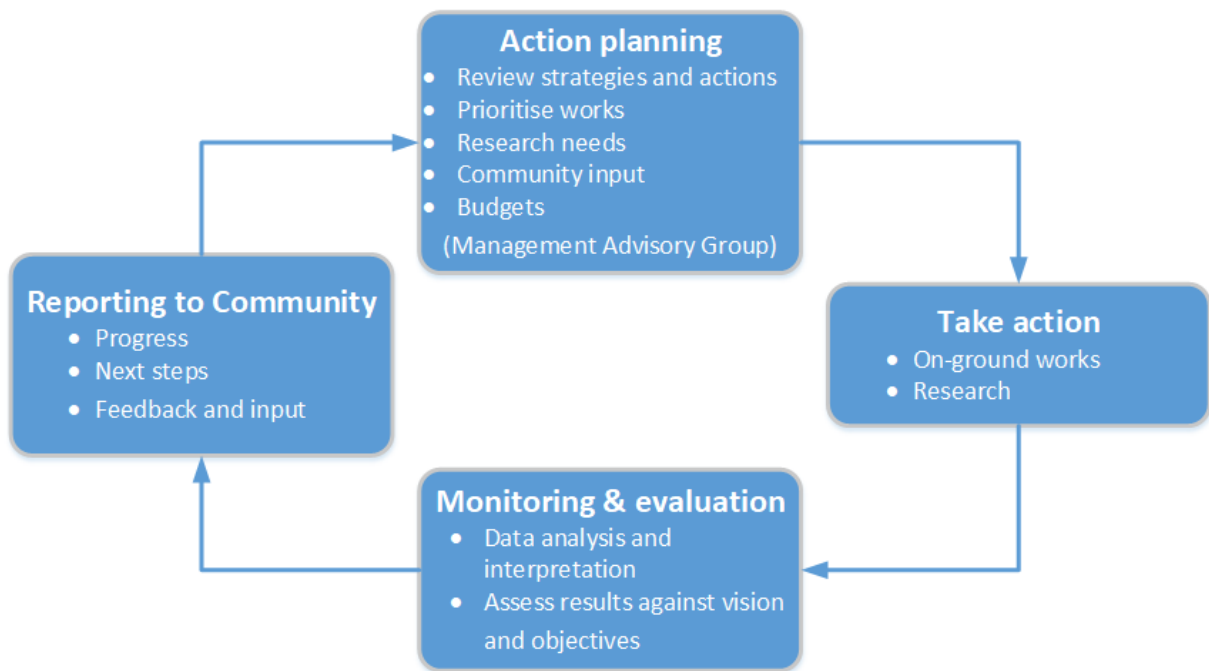 Action planning
• Review strategies and actions
• Prioritise works
• Research needs
• Community input
• Budgets
(Management Advisory Group)
Take action
• On-ground works
• Research
Monitoring & evaluation
• Data analysis and
interpretation
• Assess results against vision
and objectives
Reporting to Community
• Progress
• Next steps
• Feedback and input